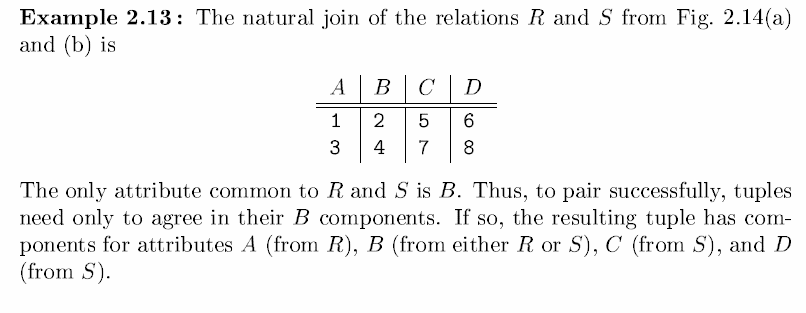 Example 2.13: The natural join of the relations R and S from Fig. 2.14(a)
and (b) is
A B C D
1 2 5 6
3 4 7 8
The only attribute common to R and S is B. Thus, to pair successfully, tuples
need only to agree in their B components. If so, the resulting tuple has com-
ponents for attributes A (from R), B (from either R or S), C (from S), and D
(from S).